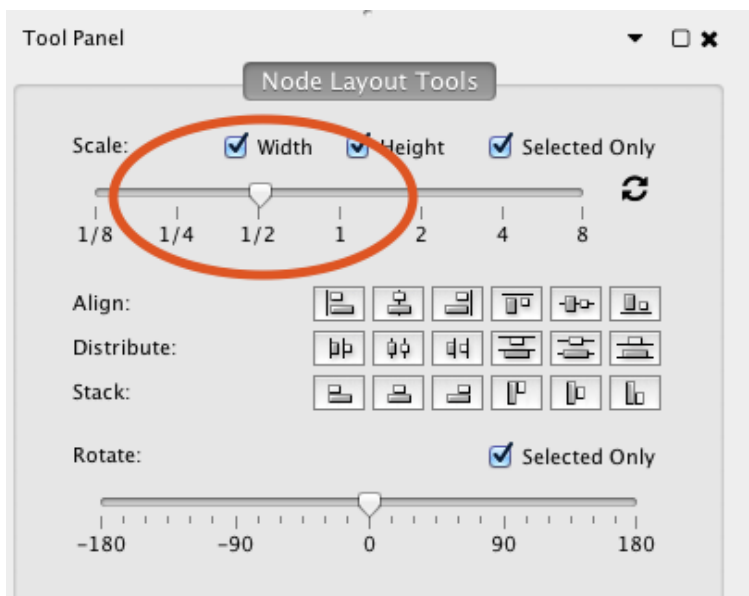 Tool Panel
Node Layout Tools
Scale: Width Height Selected Only
1/8 1/4 1/2 1 2 4 8
Align:
Distribute:
Stack:
Rotate: Selected Only
-180 -90 0 90 180